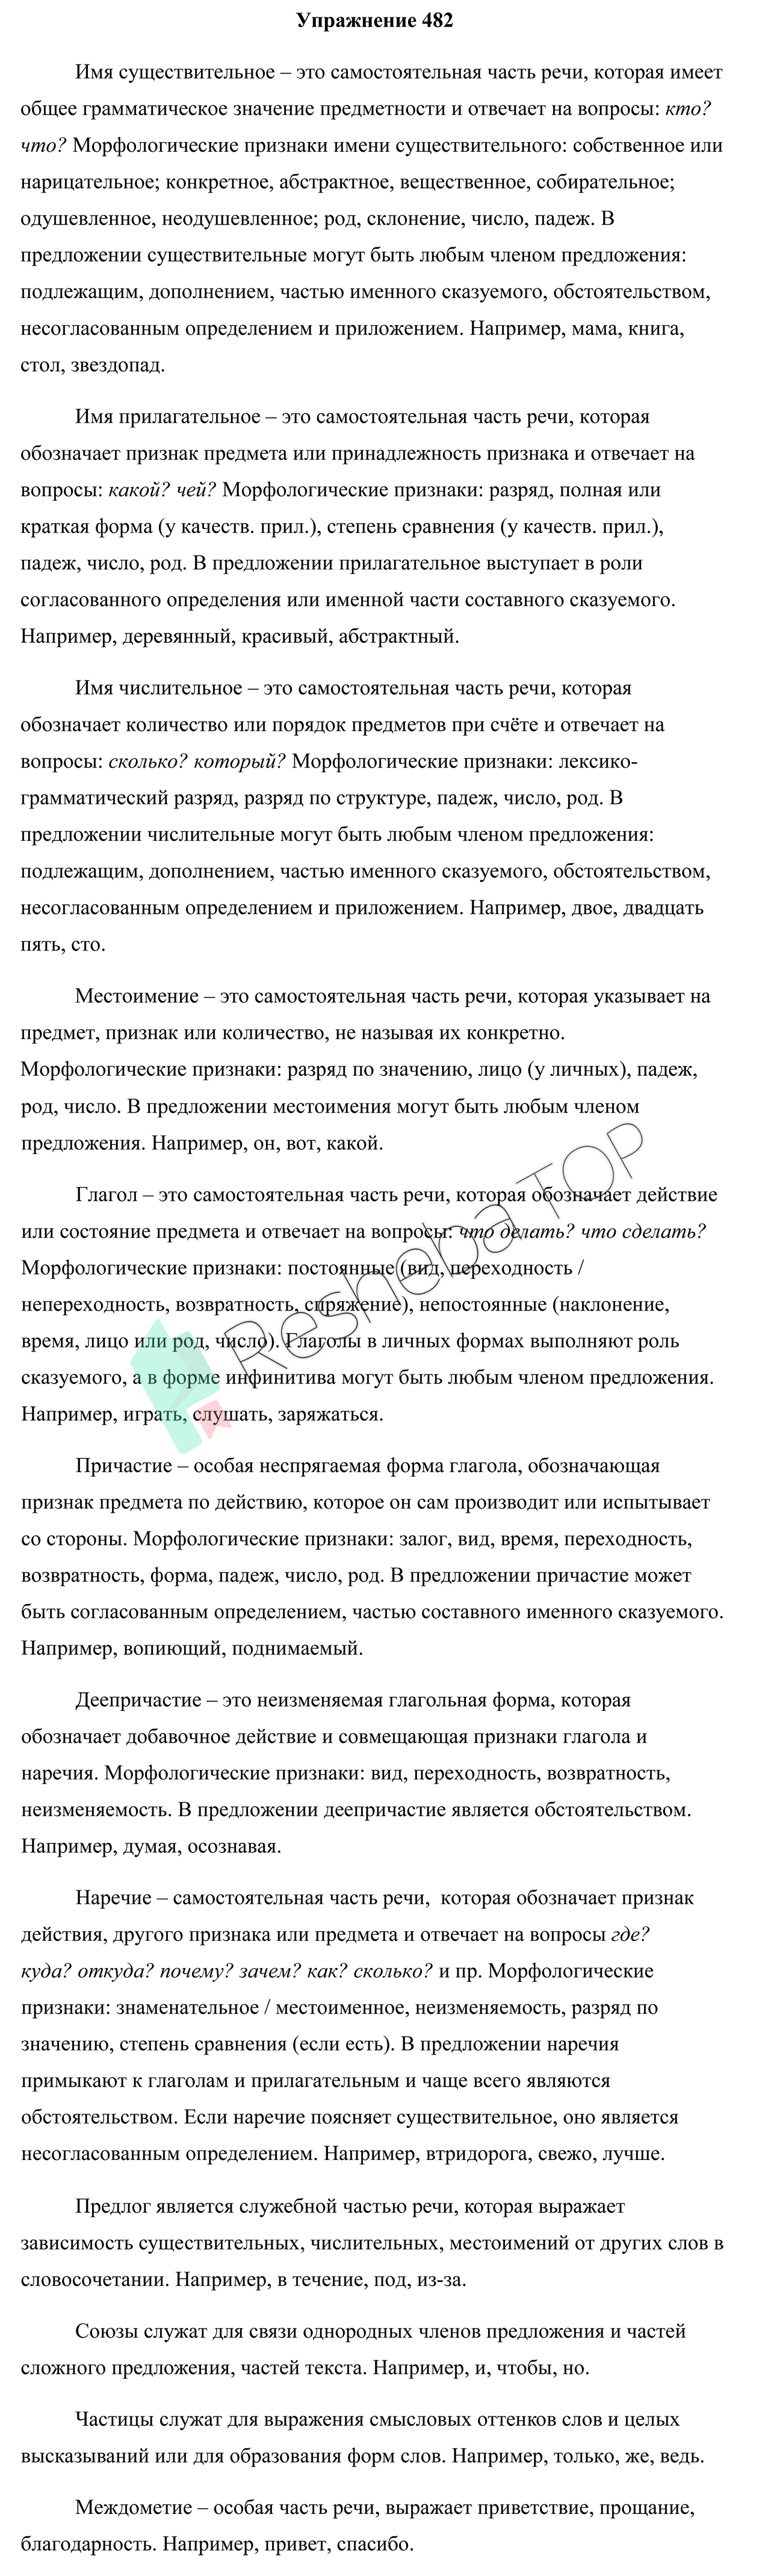 Упражнение 482
Имя существительное – это самостоятельная часть речи, которая имеет
общее грамматическое значение предметности и отвечает на вопросы: кто?
что? Морфологические признаки имени существительного: собственное или
нарицательное; конкретное, абстрактное, вещественное, собирательное;
одушевленное, неодушевленное; род, склонение, число, падеж. В
предложении существительные могут быть любым членом предложения:
подлежащим, дополнением, частью именного сказуемого, обстоятельством,
несогласованным определением и приложением. Например, мама, книга,
стол, звездопад.
Имя прилагательное – это самостоятельная часть речи, которая
обозначает признак предмета или принадлежность признака и отвечает на
вопросы: какой? чей? Морфологические признаки: разряд, полная или
краткая форма (у качеств. прил.), степень сравнения (у качеств. прил.),
падеж, число, род. В предложении прилагательное выступает в роли
согласованного определения или именной части составного сказуемого.
Например, деревянный, красивый, абстрактный.
Имя числительное – это самостоятельная часть речи, которая
обозначает количество или порядок предметов при счёте и отвечает на
вопросы: сколько? который? Морфологические признаки: лексико-
грамматический разряд, разряд по структуре, падеж, число, род. В
предложении числительные могут быть любым членом предложения:
подлежащим, дополнением, частью именного сказуемого, обстоятельством,
несогласованным определением и приложением. Например, двое, двадцать
пять, сто.
Местоимение – это самостоятельная часть речи, которая указывает на
предмет, признак или количество, не называя их конкретно.
Морфологические признаки: разряд по значению, лицо (у личных), падеж,
род, число. В предложении местоимения могут быть любым членом
предложения. Например, он, вот, какой.
Глагол – это самостоятельная часть речи, которая обозначает действие
или состояние предмета и отвечает на вопросы: что делать? что сделать?
Морфологические признаки: постоянные (вид, переходность /
непереходность, возвратность, спряжение), непостоянные (наклонение,
время, лицо или род, число). Глаголы в личных формах выполняют роль
сказуемого, а в форме инфинитива могут быть любым членом предложения.
Например, играть, слушать, заряжаться.
Resheba TOP
Причастие – особая неспрягаемая форма глагола, обозначающая
признак предмета по действию, которое он сам производит или испытывает
со стороны. Морфологические признаки: залог, вид, время, переходность,
возвратность, форма, падеж, число, род. В предложении причастие может
быть согласованным определением, частью составного именного сказуемого.
Например, вопиющий, поднимаемый.
Деепричастие – это неизменяемая глагольная форма, которая
обозначает добавочное действие и совмещающая признаки глагола и
наречия. Морфологические признаки: вид, переходность, возвратность,
неизменяемость. В предложении деепричастие является обстоятельством.
Например, думая, осознавая.
Наречие – самостоятельная часть речи,  которая обозначает признак
действия, другого признака или предмета и отвечает на вопросы где?
куда? откуда? почему? зачем? как? сколько? и пр. Морфологические
признаки: знаменательное / местоименное, неизменяемость, разряд по
значению, степень сравнения (если есть). В предложении наречия
примыкают к глаголам и прилагательным и чаще всего являются
обстоятельством. Если наречие поясняет существительное, оно является
несогласованным определением. Например, втридорога, свежо, лучше.
Предлог является служебной частью речи, которая выражает
зависимость существительных, числительных, местоимений от других слов в
словосочетании. Например, в течение, под, из-за.
Союзы служат для связи однородных членов предложения и частей
сложного предложения, частей текста. Например, и, чтобы, но.
Частицы служат для выражения смысловых оттенков слов и целых
высказываний или для образования форм слов. Например, только, же, ведь.
Междометие – особая часть речи, выражает приветствие, прощание,
благодарность. Например, привет, спасибо.